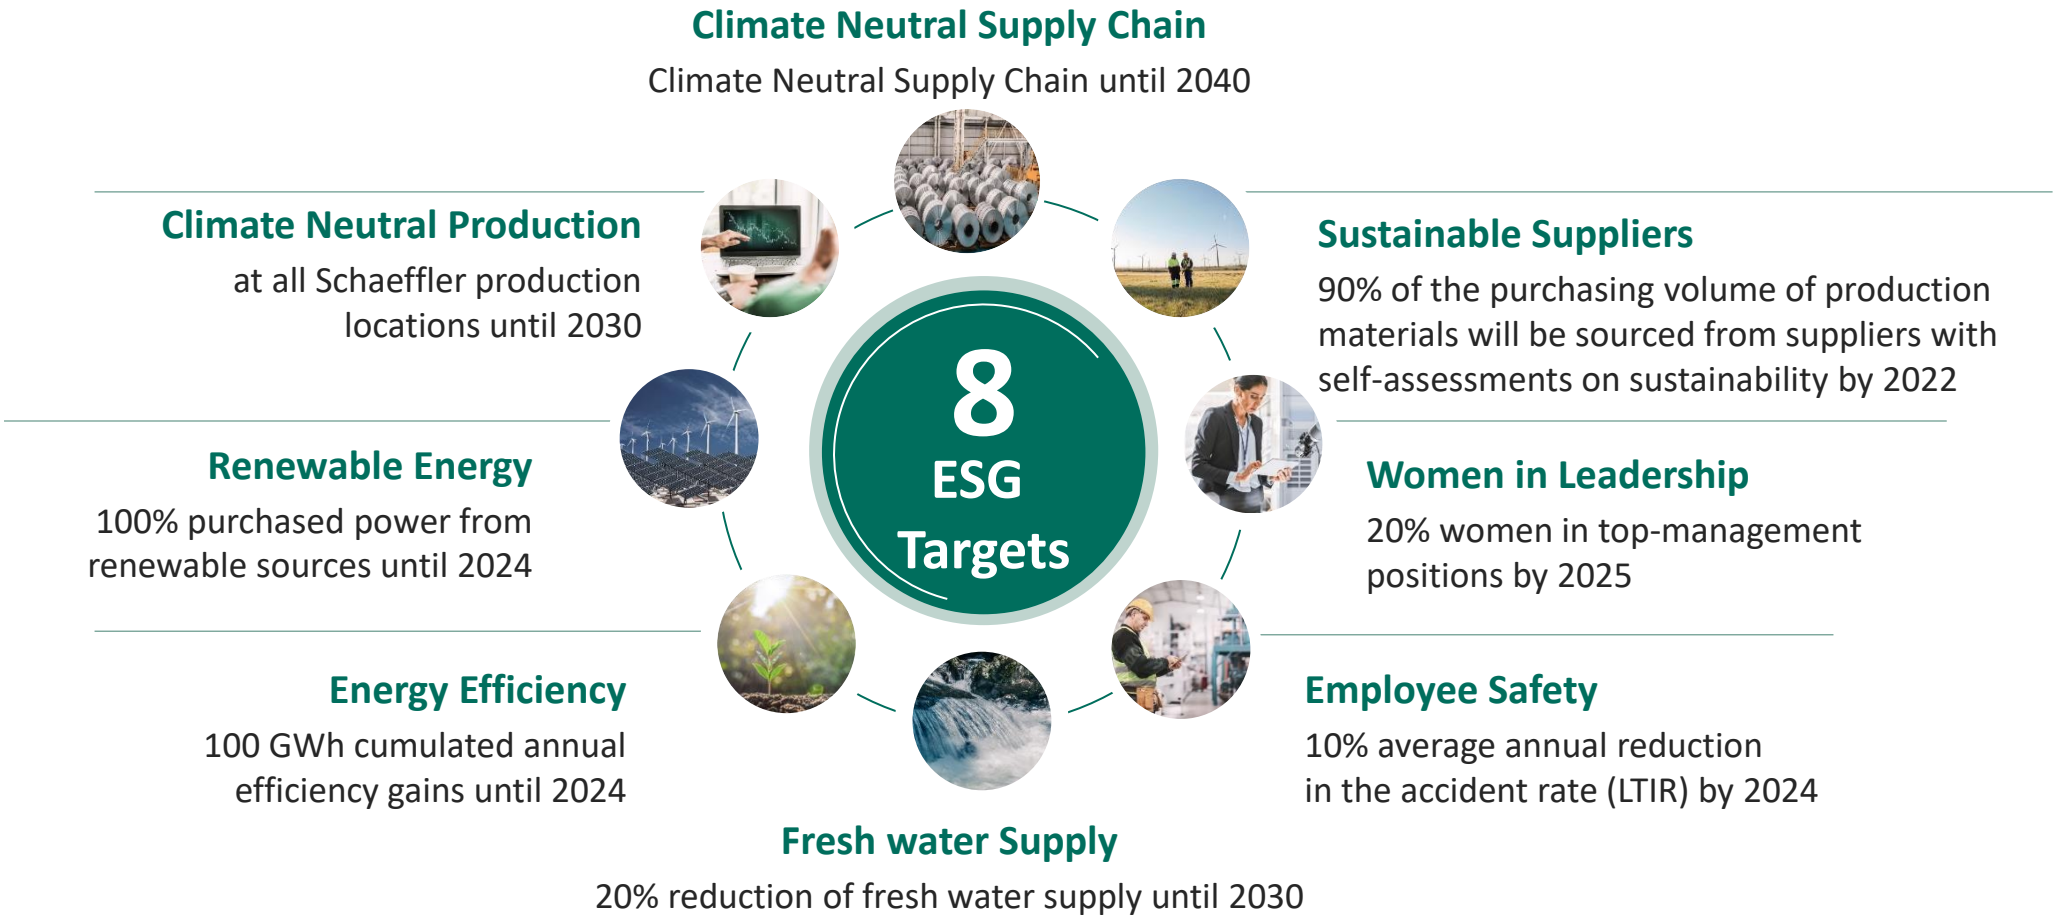 Climate Neutral Supply Chain
Climate Neutral Supply Chain until 2040
Climate Neutral Production
at all Schaeffler production
locations until 2030
Sustainable Suppliers
90% of the purchasing volume of production
materials will be sourced from suppliers with
self-assessments on sustainability by 2022
8
ESG
Targets
Renewable Energy
100% purchased power from
renewable sources until 2024
Women in Leadership
20% women in top-management
positions by 2025
Energy Efficiency
100 GWh cumulated annual
efficiency gains until 2024
Employee Safety
10% average annual reduction
in the accident rate (LTIR) by 2024
Fresh water Supply
20% reduction of fresh water supply until 2030